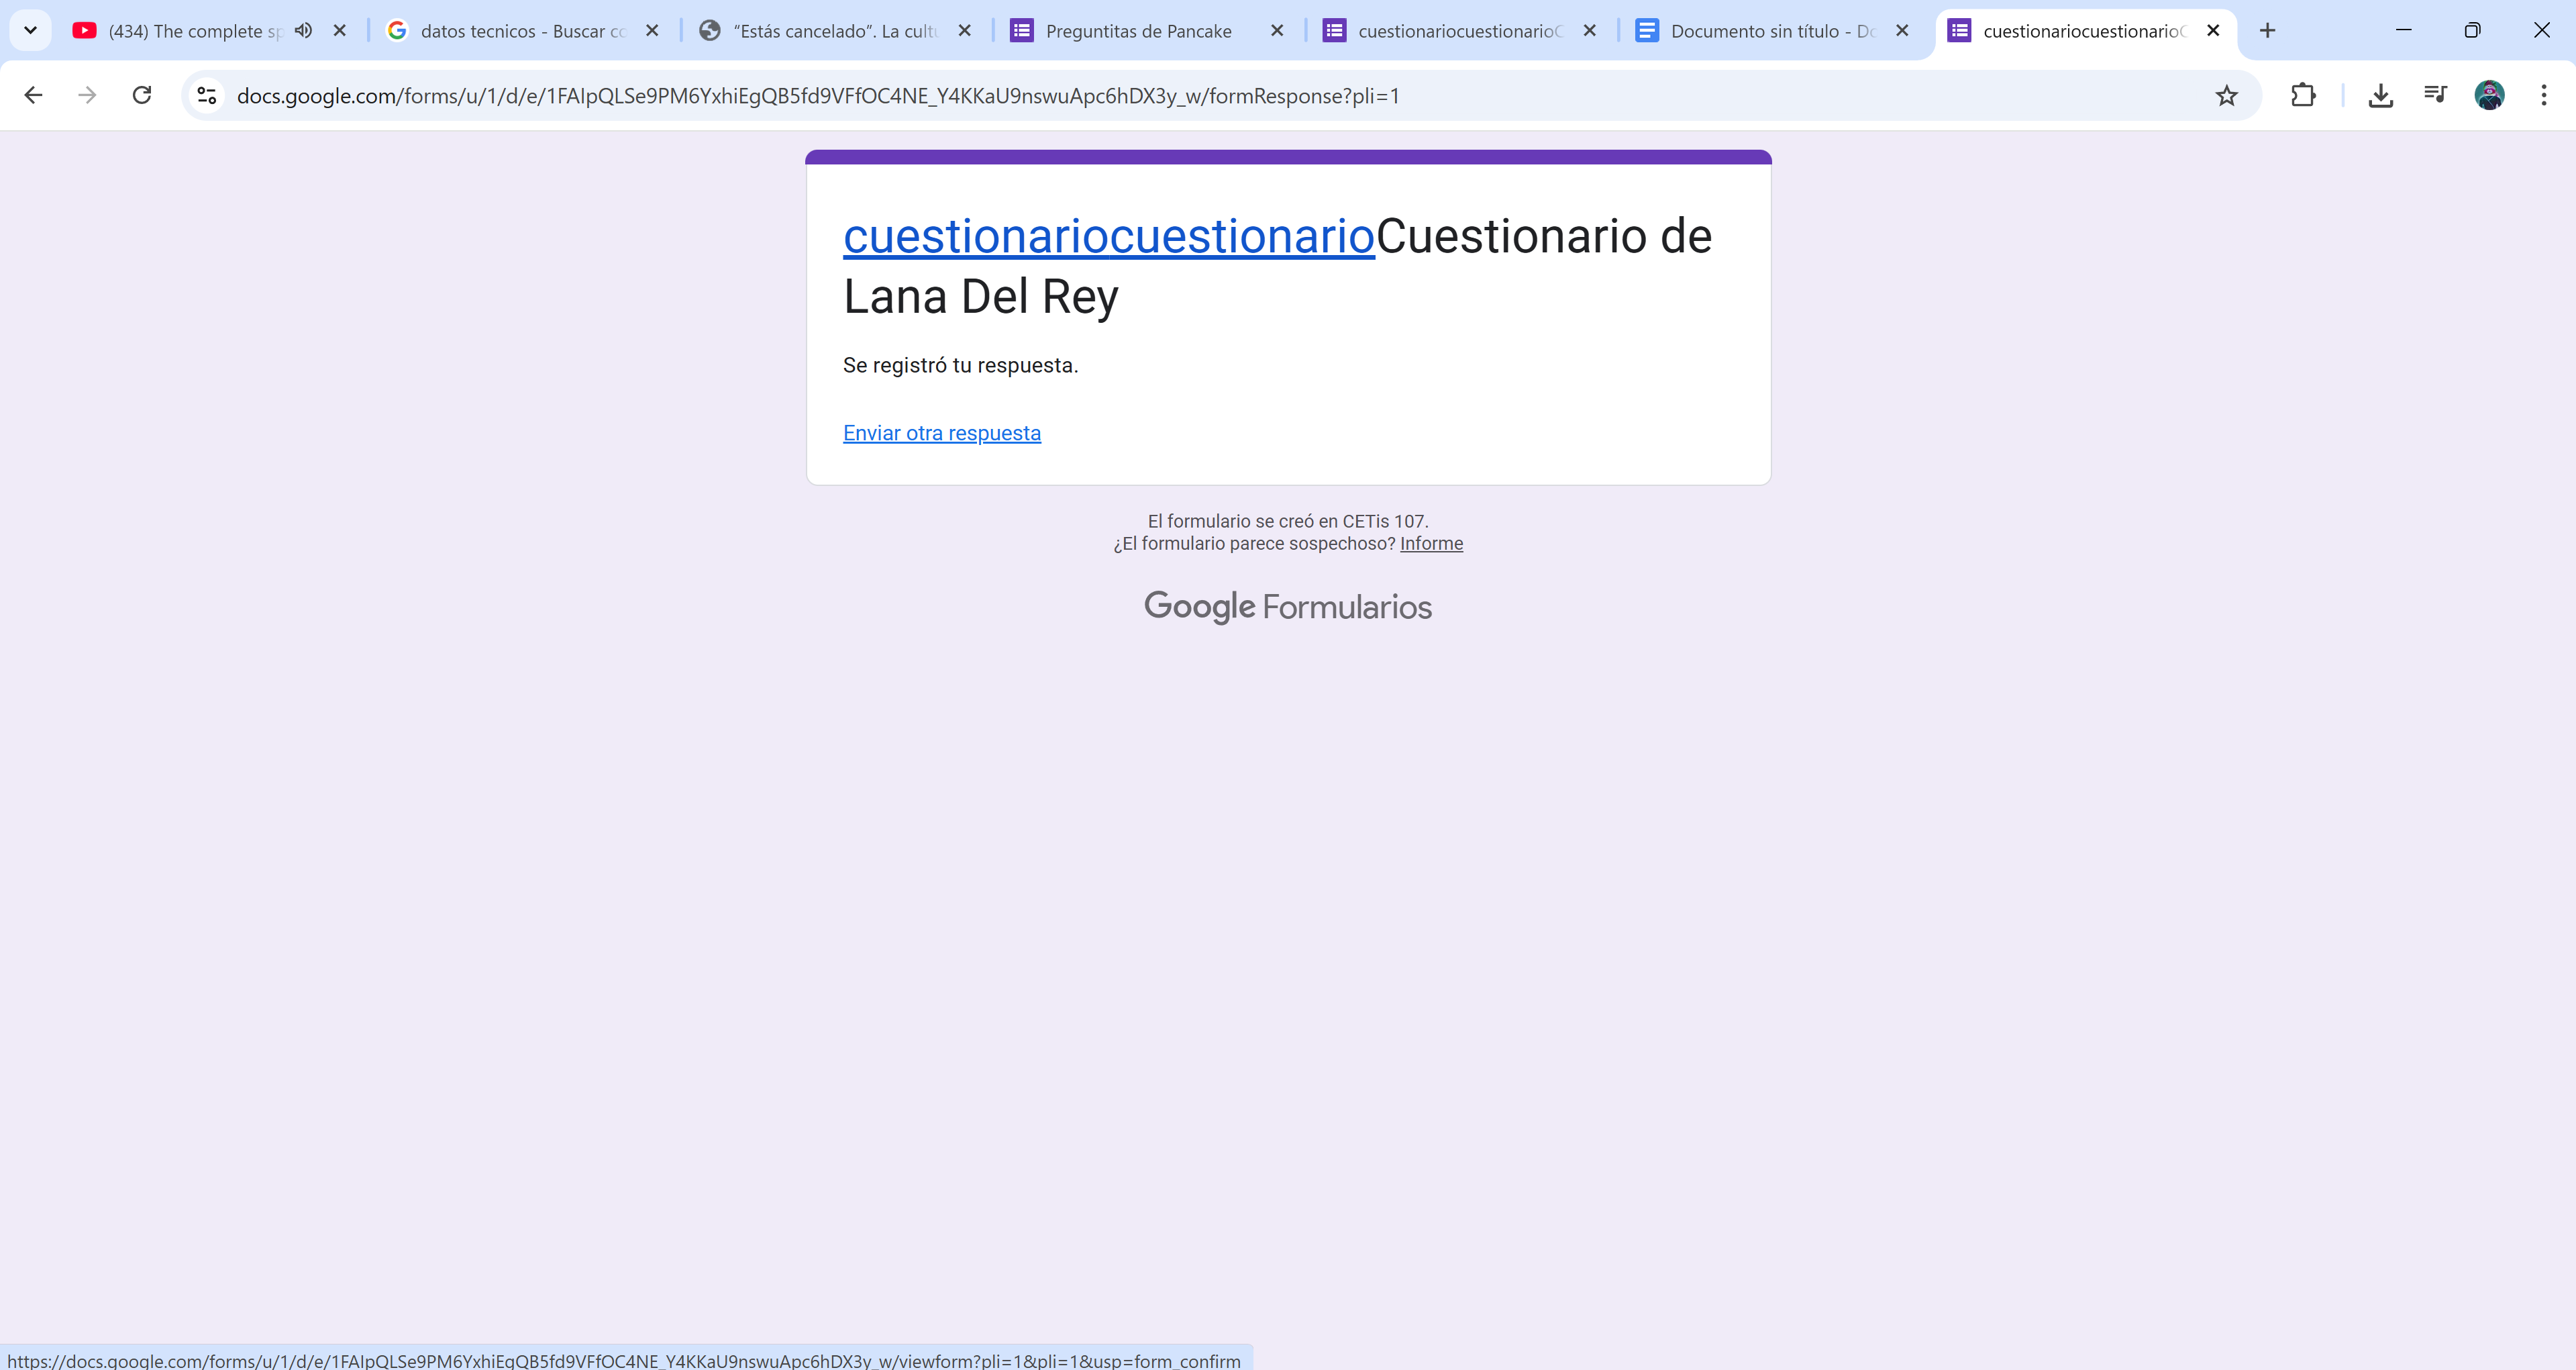 (434) The complete sp
datos tecnicos - Buscar co
“Estás cancelado”. La cultu
Preguntitas de Pancake
cuestionariocuestionarioC
Documento sin título - Do
cuestionariocuestionarioC
docs.google.com/forms/u/1/d/e/1FAIpQLSe9PM6YxhiEgQB5fd9VFfOC4NE_Y4KKaU9nswuApc6hDX3y_w/formResponse?pli=1
cuestionariocuestionarioCuestionario de
Lana Del Rey
Se registró tu respuesta.
Enviar otra respuesta
El formulario se creó en CETis 107.
¿El formulario parece sospechoso? Informe
Google Formularios
https://docs.google.com/forms/u/1/d/e/1FAIpQLSe9PM6YxhiEgQB5fd9VFfOC4NE_Y4KKaU9nswuApc6hDX3y_w/viewform?pli=1&pli=1&usp=form_confirm